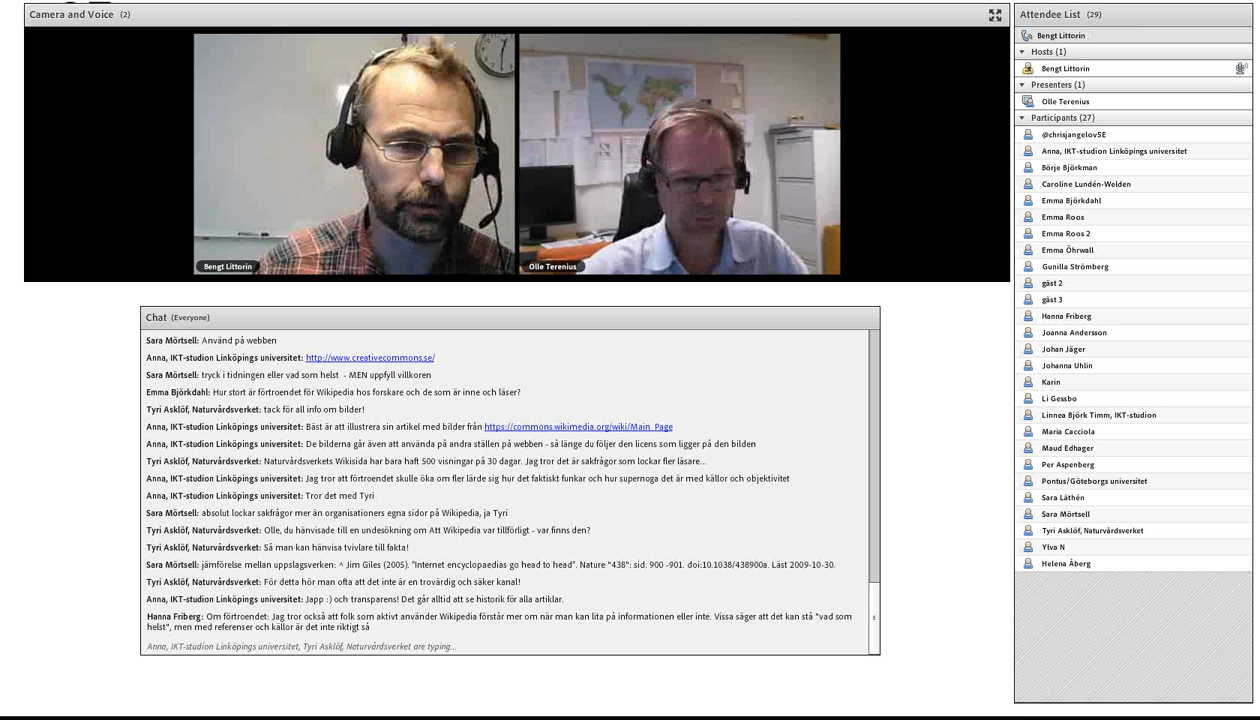 Camera and Voice (2)
Bengt Littorin
Olle Terenius
Chat (Everyone)
Sara Mörtsell: Använd på webben
Anna, IKT-studion Linköpings universitet: http://www.creativecommons.se/
Sara Mörtsell: tryck i tidningen eller vad som helst - MEN uppfyll villkoren
Emma Björkdahl: Hur stort är förtroendet för Wikipedia hos forskare och de som är inne och läser?
Tyri Asklöf, Naturvårdsverket: tack för all info om bilder!
Anna, IKT-studion Linköpings universitet: Bäst är att illustrera sin artikel med bilder från https://commons.wikimedia.org/wiki/Main_Page
Anna, IKT-studion Linköpings universitet: De bilderna går även att använda på andra ställen på webben - så länge du följer den licens som ligger på den bilden
Tyri Asklöf, Naturvårdsverket: Naturvårdsverkets Wikisida har bara haft 500 visningar på 30 dagar. Jag tror det är sakfrågor som lockar fler läsare...
Anna, IKT-studion Linköpings universitet: Jag tror att förtroendet skulle öka om fler lärde sig hur det faktiskt funkar och hur supernoga det är med källor och objektivitet
Anna, IKT-studion Linköpings universitet: Tror det med Tyri
Sara Mörtsell: absolut lockar sakfrågor mer än organisationers egna sidor på Wikipedia, ja Tyri
Tyri Asklöf, Naturvårdsverket: Olle, du hänvisade till en undesökning om Att Wikipedia var tillförligt - var finns den?
Tyri Asklöf, Naturvårdsverket: Så man kan hänvisa tvivlare till fakta!
Sara Mörtsell: jämförelse mellan uppslagsverken: ^ Jim Giles (2005). "Internet encyclopaedias go head to head". Nature "438": sid. 900 -901. doi:10.1038/438900a. Läst 2009-10-30.
Tyri Asklöf, Naturvårdsverket: För detta hör man ofta att det inte är en trovärdig och säker kanal!
Anna, IKT-studion Linköpings universitet: Japp :) och transparens! Det går alltid att se historik för alla artiklar.
Hanna Friberg: Om förtroendet: Jag tror också att folk som aktivt använder Wikipedia förstår mer om när man kan lita på informationen eller inte. Vissa säger att det kan stå "vad som
helst", men med referenser och källor är det inte riktigt så
Anna, IKT-studion Linköpings universitet, Tyri Asklöf, Naturvårdsverket are typing...
Attendee List (29)
Bengt Littorin
Hosts (1)
Bengt Littorin
Presenters (1)
Olle Terenius
Participants (27)
@chrisjangelovSE
Anna, IKT-studion Linköpings universitet
Börje Björkman
Caroline Lundén-Welden
Emma Björkdahl
Emma Roos
Emma Roos 2
Emma Öhrwall
Gunilla Strömberg
gäst 2
gäst 3
Hanna Friberg
Joanna Andersson
Johan Jäger
Johanna Uhlin
Karin
Li Gessbo
Linnea Björk Timm, IKT-studion
Maria Cacciola
Maud Edhager
Per Aspenberg
Pontus/Göteborgs universitet
Sara Låthén
Sara Mörtsell
Tyri Asklöf, Naturvårdsverket
Ylva N
Helena Åberg